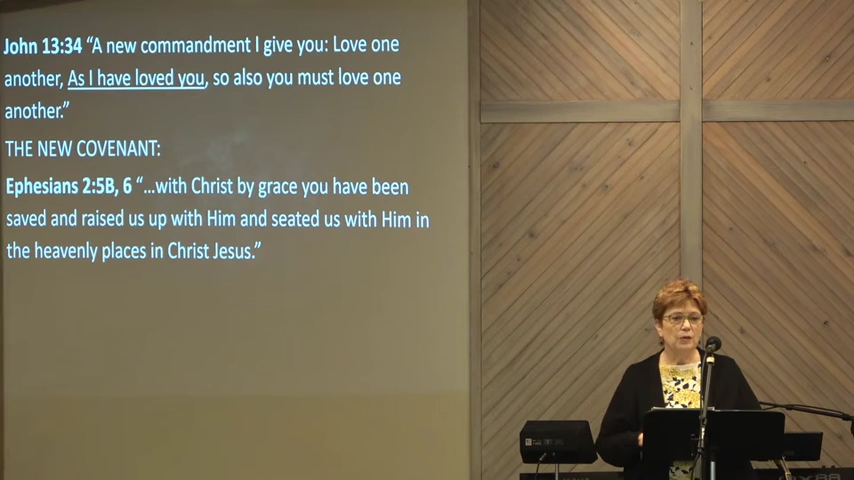 John 13:34 “A new commandment I give you: Love one
another, As I have loved you, so also you must love one
another.”
THE NEW COVENANT:
Ephesians 2:5B, 6 “...with Christ by grace you have been
saved and raised us up with Him and seated us with Him in
the heavenly places in Christ Jesus.”